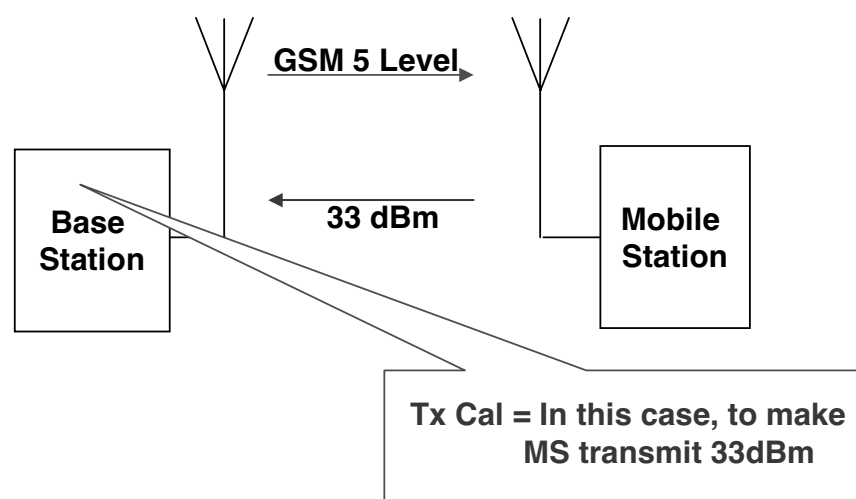 GSM 5 Level
33 dBm
Base
Station
Mobile
Station
Tx Cal = In this case, to make
MS transmit 33dBm